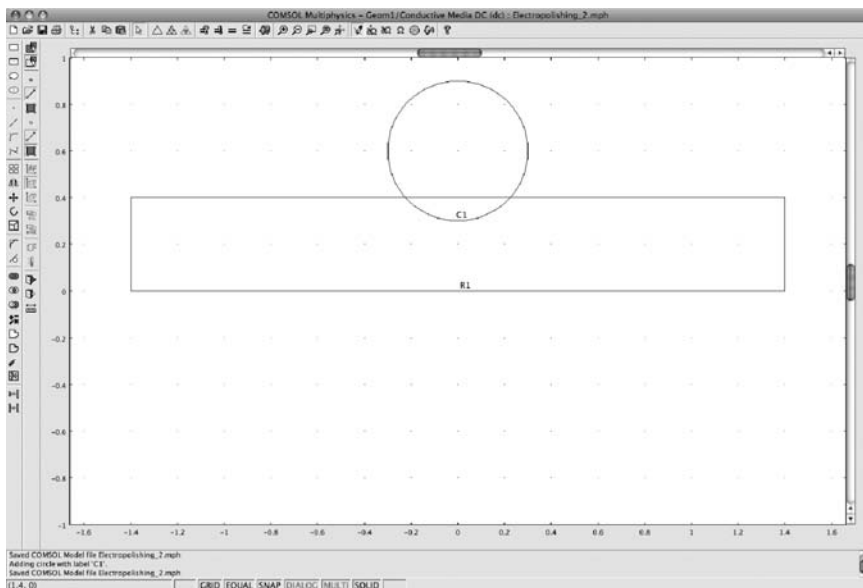 COMSOL Multiphysics – Geom1/Conductive Media DC (dc) : Electropolishing_2.mph
1
0.8
0.6
0.4
C1
0.2
R1
0
-0.2
-0.4
-0.6
-0.8
-1
-1.6 -1.4 -1.2 -1 -0.8 -0.6 -0.4 -0.2 0 0.2 0.4 0.6 0.8 1 1.2 1.4 1.6
Saved COMSOL Model file Electropolishing_2.mph
Adding circle with label 'C1'.
Saved COMSOL Model file Electropolishing_2.mph
(1.4, 0) GRID EQUAL SNAP DIALOG MULTI SOLID